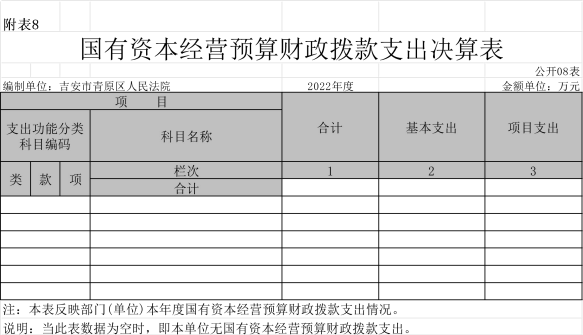 附表8
国有资本经营预算财政拨款支出决算表
公开08表
编制单位：吉安市青原区人民法院 2022年度 金额单位：万元
项 目 合计 基本支出 项目支出
支出功能分类
科目编码 科目名称
类 款 项 栏次 1 2 3
合计
注：本表反映部门(单位)本年度国有资本经营预算财政拨款支出情况。
说明：当此表数据为空时，即本单位无国有资本经营预算财政拨款支出。